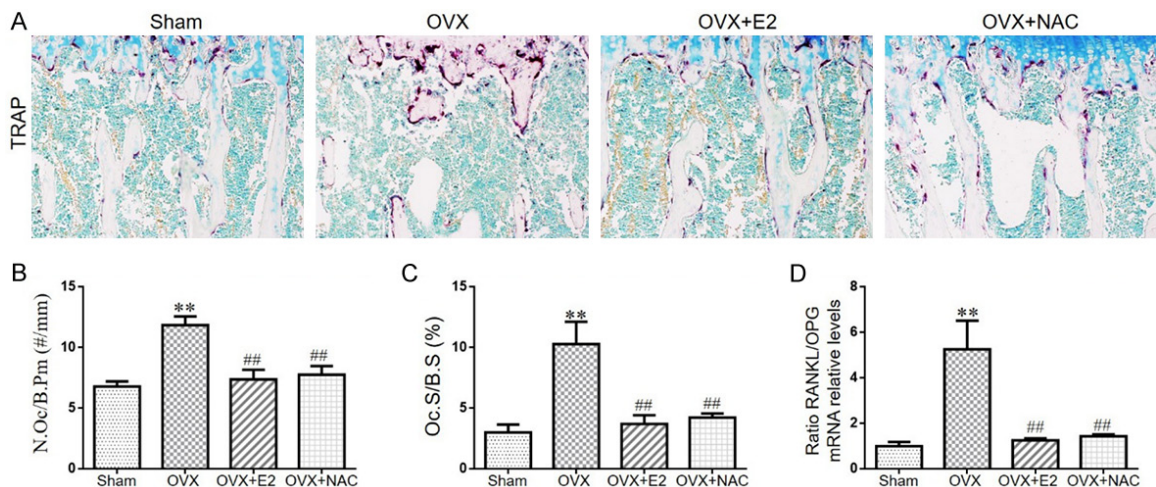 A
Sham OVX OVX+E2 OVX+NAC
TRAP
B
N.Oc/B.Pm (#/mm)
15
10
5
0
**
##
##
Sham OVX OVX+E2 OVX+NAC
C
Oc.S/B.S (%)
15
10
5
0
**
##
##
Sham OVX OVX+E2 OVX+NAC
D
Ratio RANKL/OPG
mRNA relative levels
8
6
4
2
0
**
##
##
Sham OVX OVX+E2 OVX+NAC